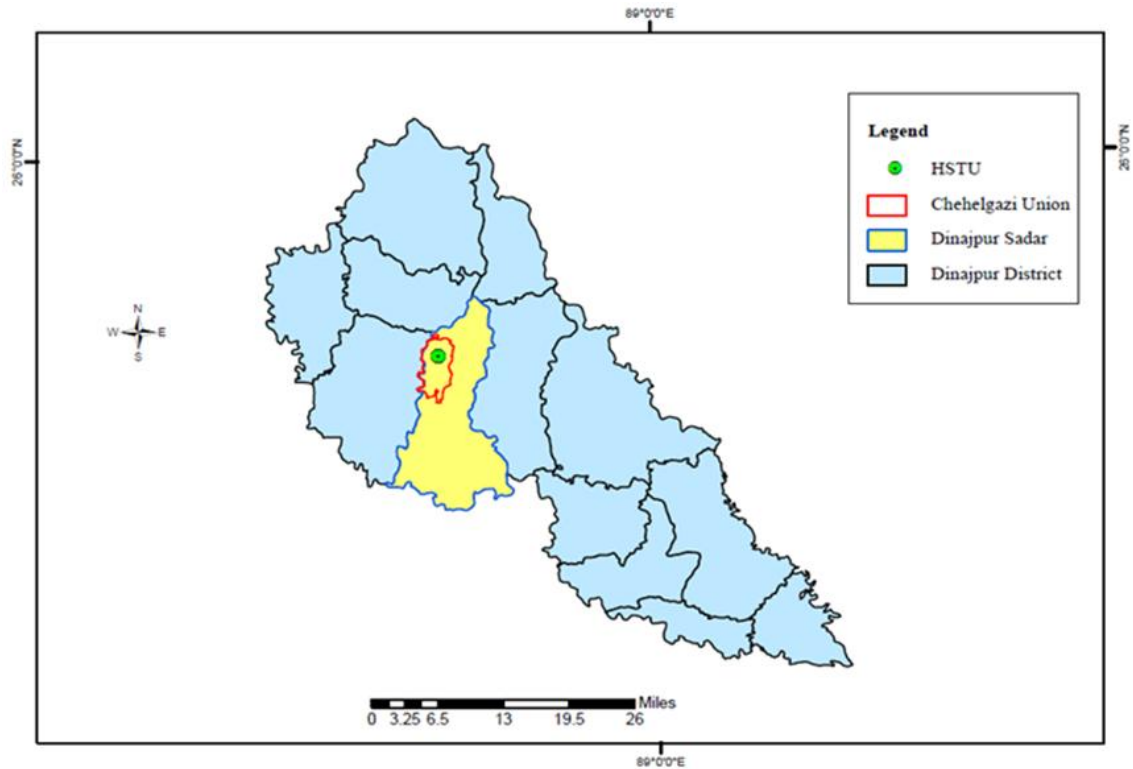 89°0'0"E
26°0'0"N
26°0'0"N
Legend
HSTU
Chehelgazi Union
Dinajpur Sadar
Dinajpur District
N
W E
S
Miles
0 3.25 6.5 13 19.5 26
89°0'0"E